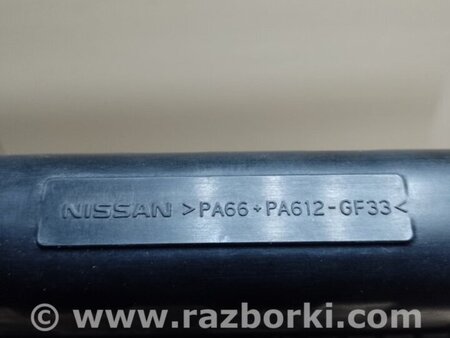 NISSAN >PA66+PA612-GF33<
© www.razborki.com